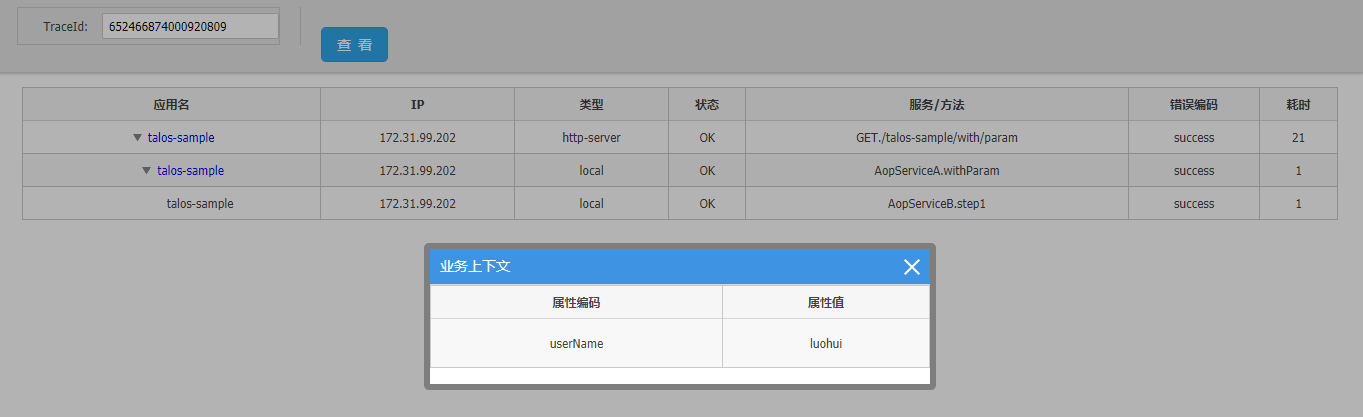 TraceId: 652466874000920809
查 看
应用名 IP 类型 状态 服务/方法 错误编码 耗时
talos-sample 172.31.99.202 http-server OK GET./talos-sample/with/param success 21
talos-sample 172.31.99.202 local OK AopServiceA.withParam success 1
talos-sample 172.31.99.202 local OK AopServiceB.step1 success 1
业务上下文
属性编码 属性值
userName luohui